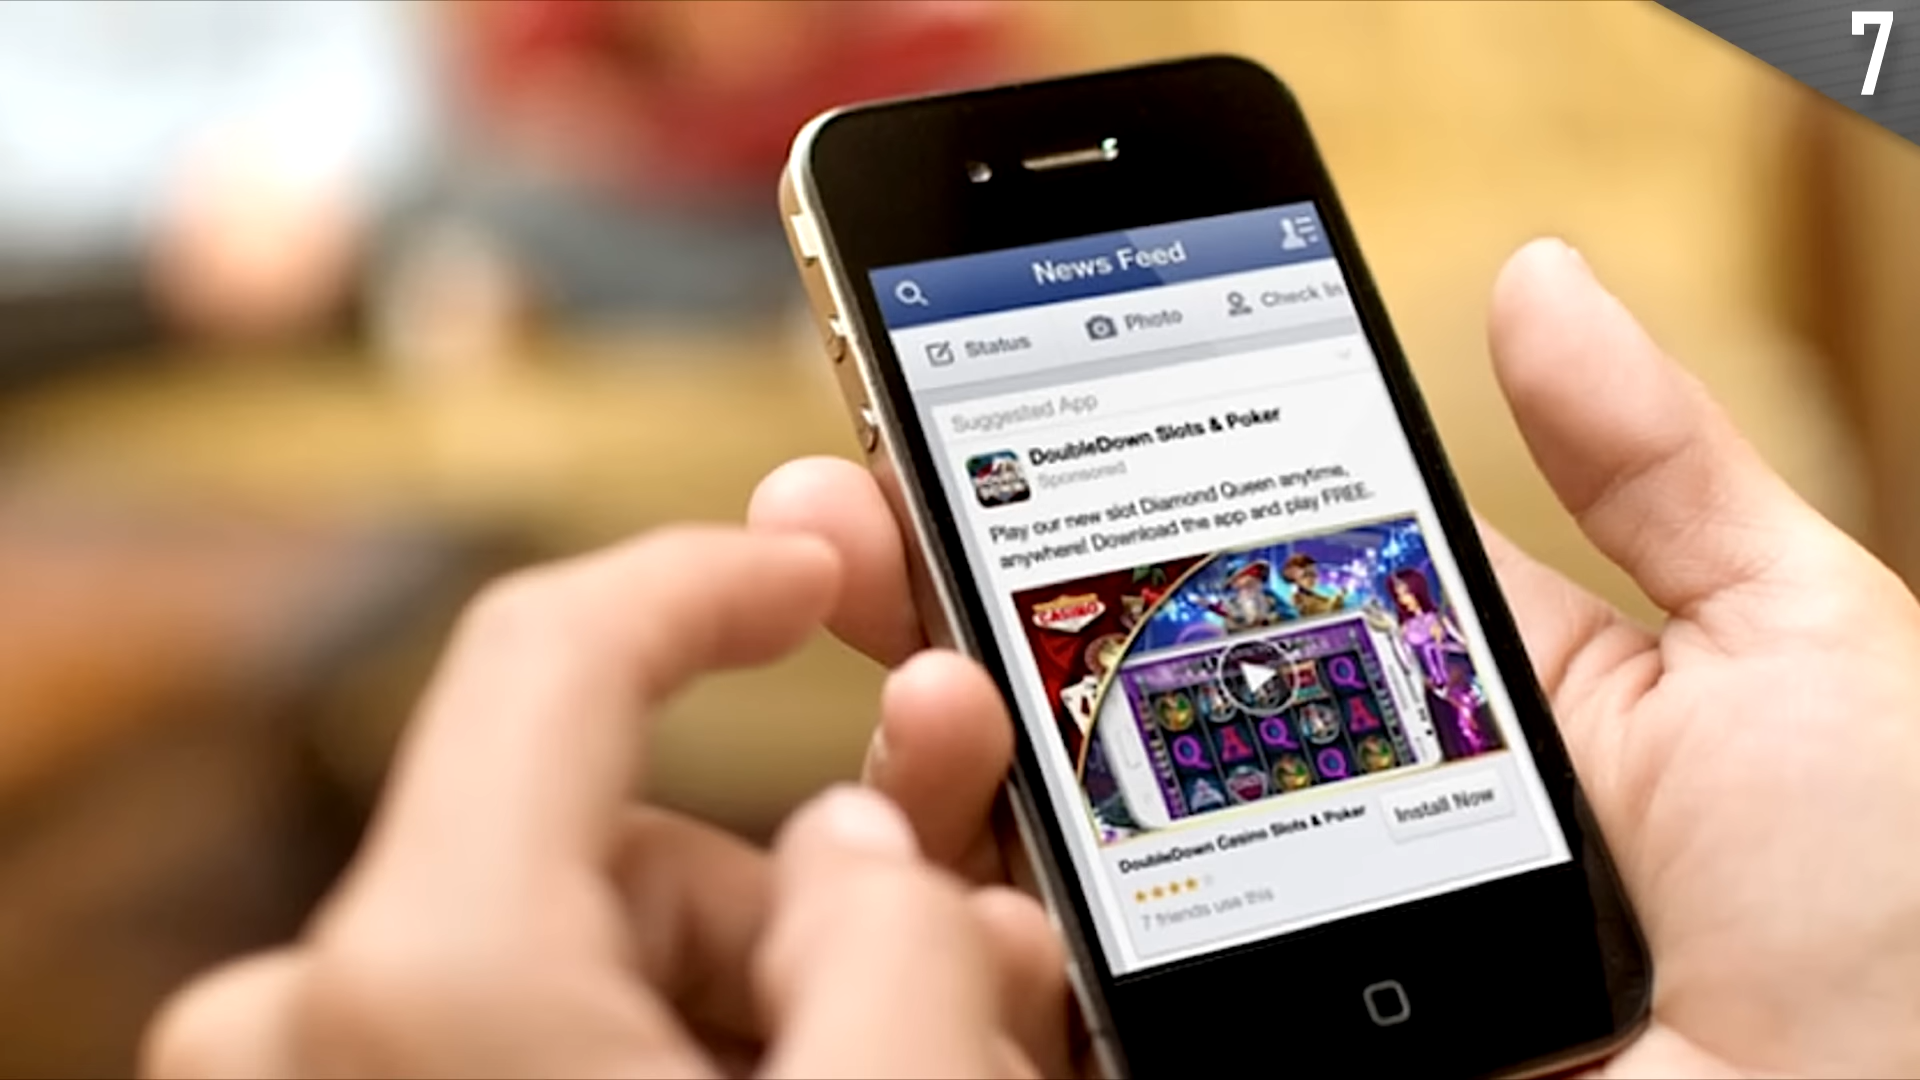 7
News Feed
Status
Photo
Check In
Suggested App
DoubleDown Slots & Poker
Sponsored
Play our new slot Diamond Queen anytime,
anywhere! Download the app and play FREE.
CASINO
Q
Q A Q A
Q
DoubleDown Casino Slots & Poker
Install Now
7 friends use this